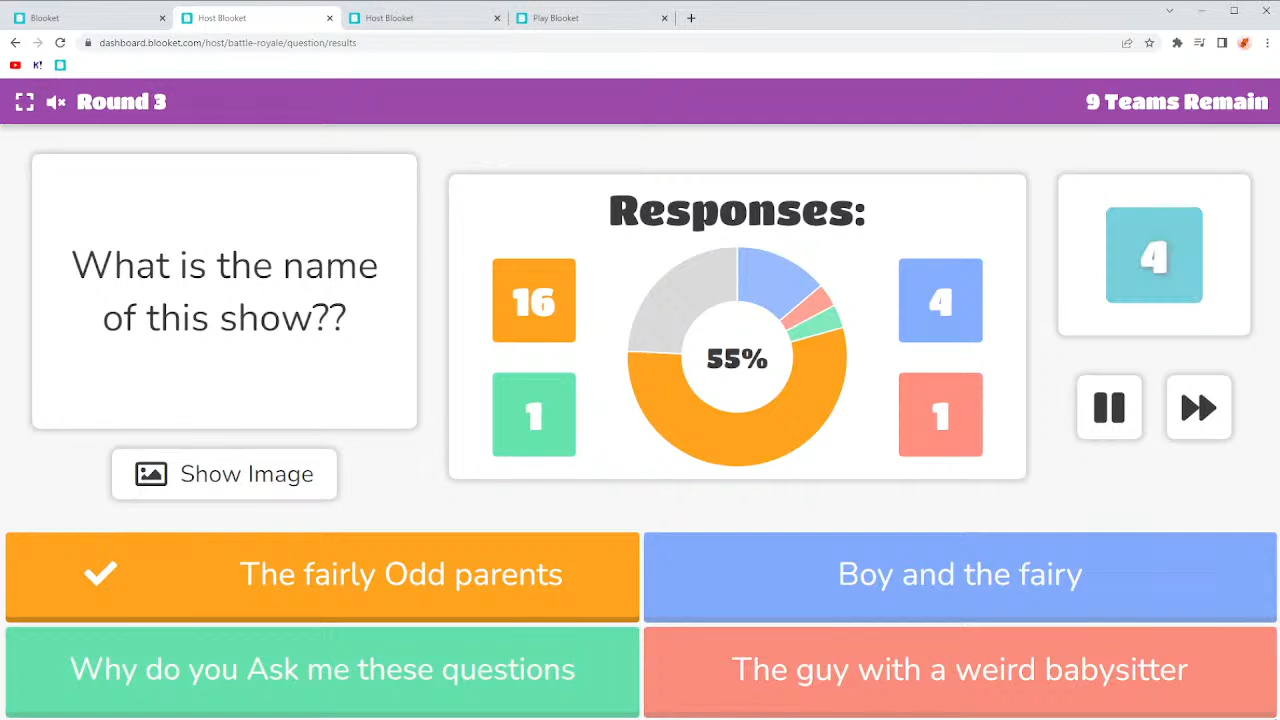 Blooket
Host Blooket
Host Blooket
Play Blooket
dashboard.blooket.com/host/battle-royale/question/results
K!
Round 3
9 Teams Remain
What is the name
of this show??
Show Image
Responses:
16
4
1
1
55%
4
The fairly Odd parents
Boy and the fairy
Why do you Ask me these questions
The guy with a weird babysitter